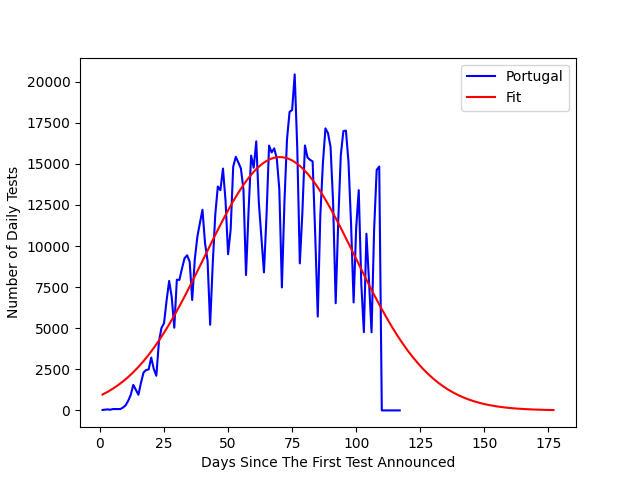 Portugal
Fit
20000
17500
15000
12500
10000
7500
5000
2500
0
Number of Daily Tests
0 25 50 75 100 125 150 175
Days Since The First Test Announced